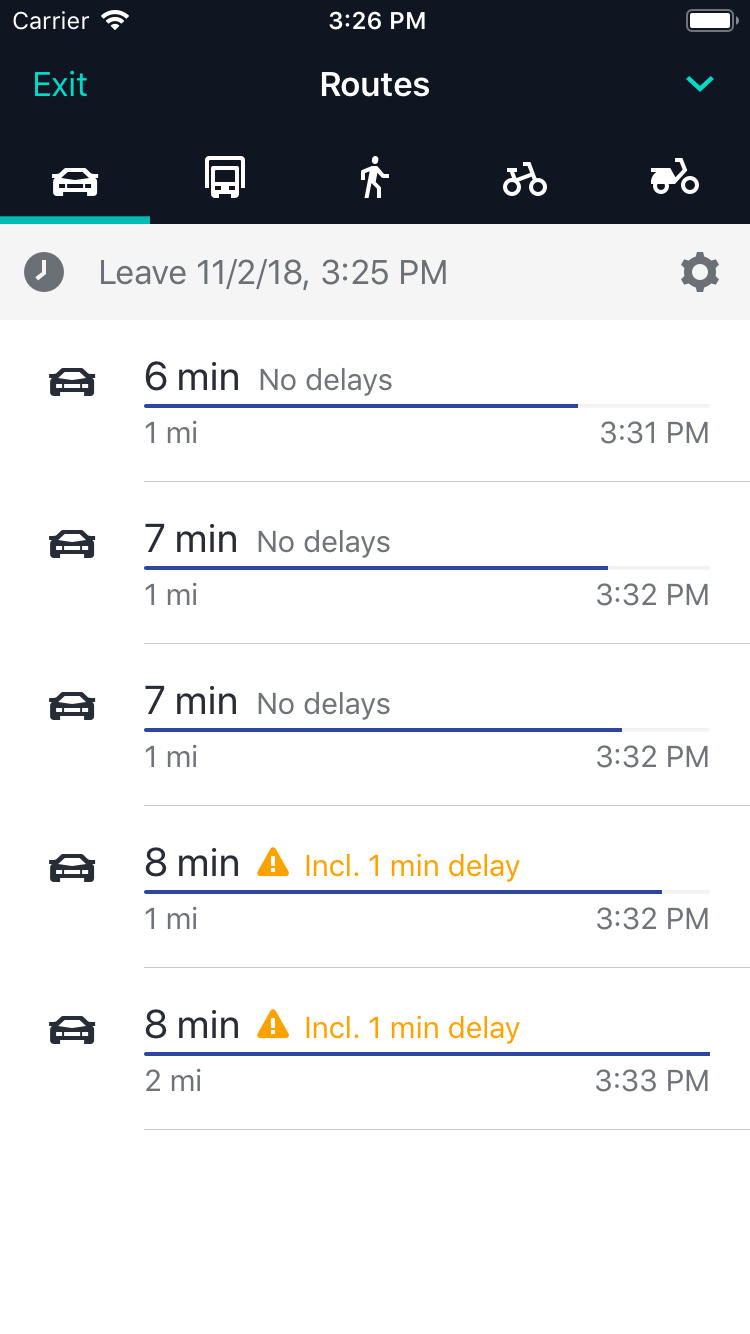 Carrier 3:26 PM
Exit Routes
Leave 11/2/18, 3:25 PM
6 min No delays
1 mi 3:31 PM
7 min No delays
1 mi 3:32 PM
7 min No delays
1 mi 3:32 PM
8 min Incl. 1 min delay
1 mi 3:32 PM
8 min Incl. 1 min delay
2 mi 3:33 PM